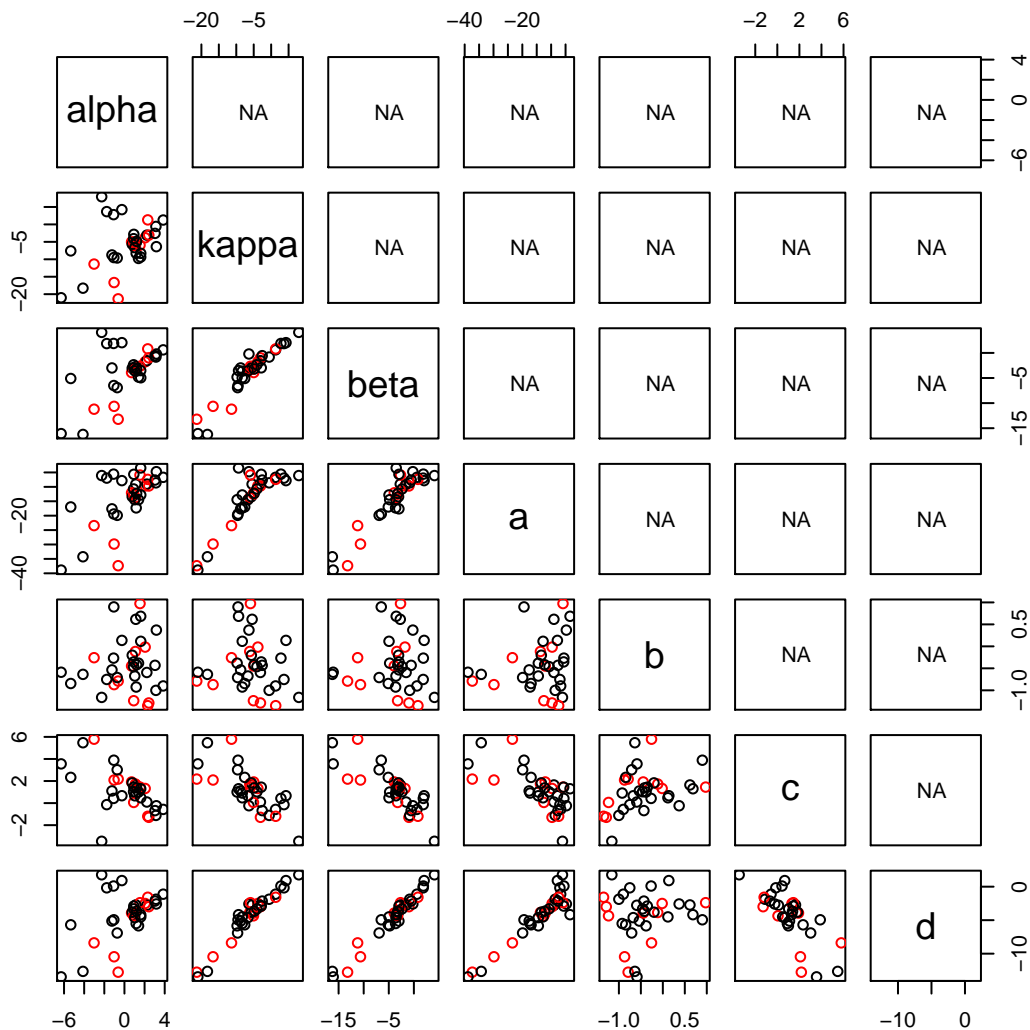 −20 −5 −40 −20 −2 2 6
alpha NA NA NA NA NA NA 4 0 −6
−5 −20 kappa NA NA NA NA NA
beta NA NA NA NA −5 −15
−20 −40 a NA NA NA
b NA NA 0.5 −1.0
6 2 −2 c NA
d 0 −10
−6 0 4 −15 −5 −1.0 0.5 −10 0